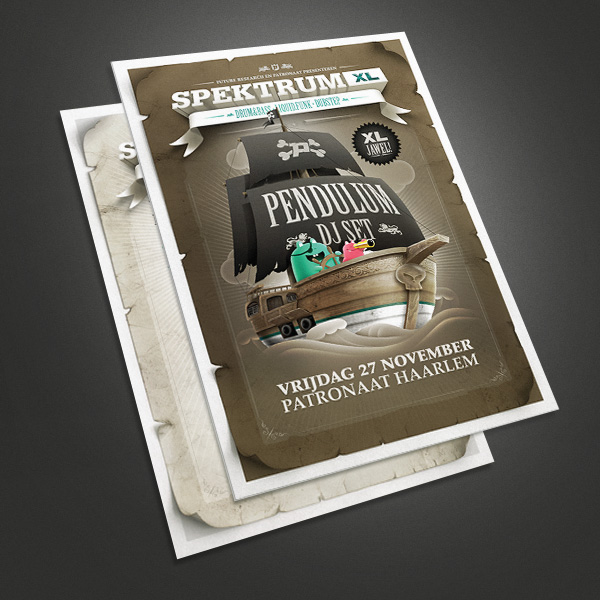 FUTURE RESEARCH EN PATRONAAT PRESENTEREN
SPEKTRUM XL
DRUM&BASS · LIQUIDFUNK · DUBSTEP
XL
JAWEL!
PENDULUM
DJ SET
VRIJDAG 27 NOVEMBER
PATRONAAT HAARLEM
S